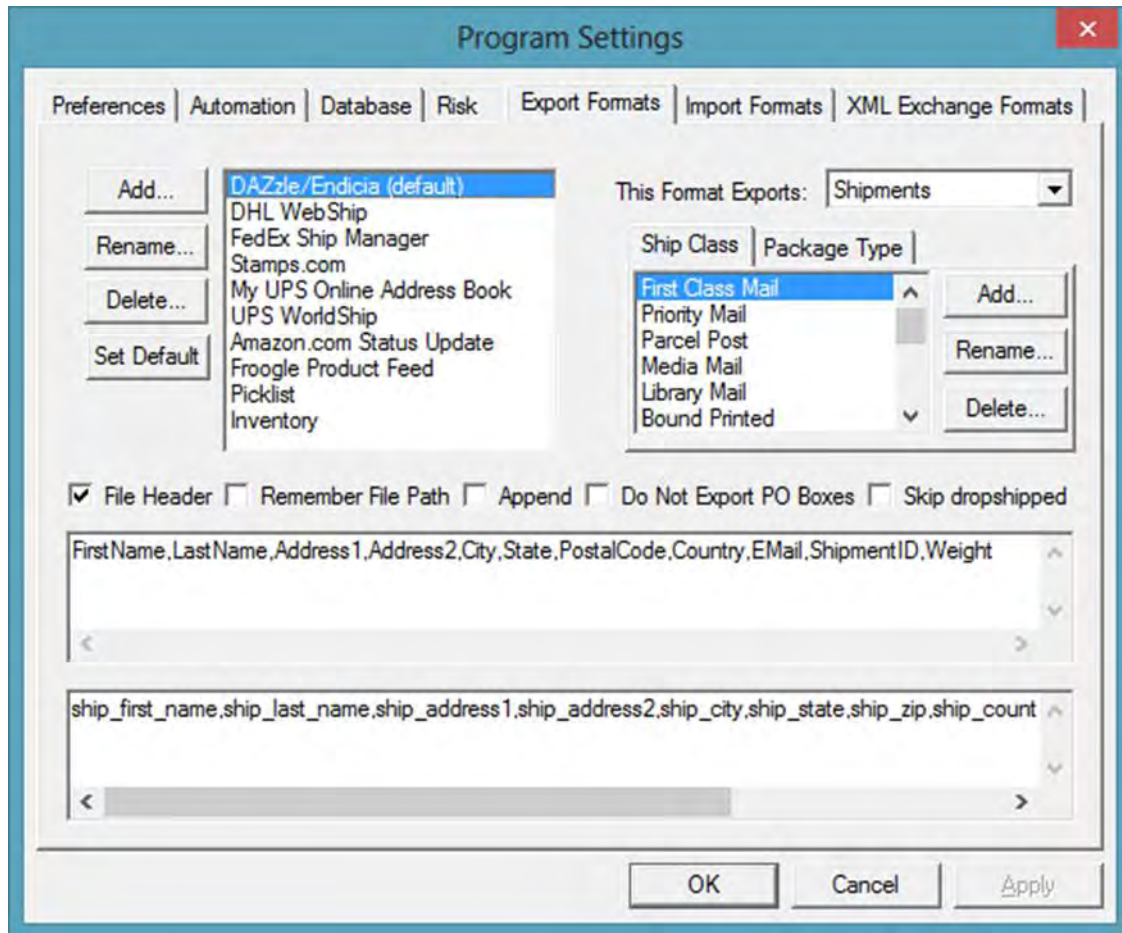 Program Settings
Preferences Automation Database Risk Export Formats Import Formats XML Exchange Formats
Add...
Rename...
Delete...
Set Default
DAZzle/Endicia (default)
DHL WebShip
FedEx Ship Manager
Stamps.com
My UPS Online Address Book
UPS WorldShip
Amazon.com Status Update
Froogle Product Feed
Picklist
Inventory
This Format Exports: Shipments
Ship Class Package Type
First Class Mail
Priority Mail
Parcel Post
Media Mail
Library Mail
Bound Printed
Add...
Rename...
Delete...
File Header Remember File Path Append Do Not Export PO Boxes Skip dropshipped
FirstName,LastName,Address1,Address2,City,State,PostalCode,Country,EMail,ShipmentID,Weight
ship_first_name,ship_last_name,ship_address1,ship_address2,ship_city,ship_state,ship_zip,ship_count
OK Cancel Apply